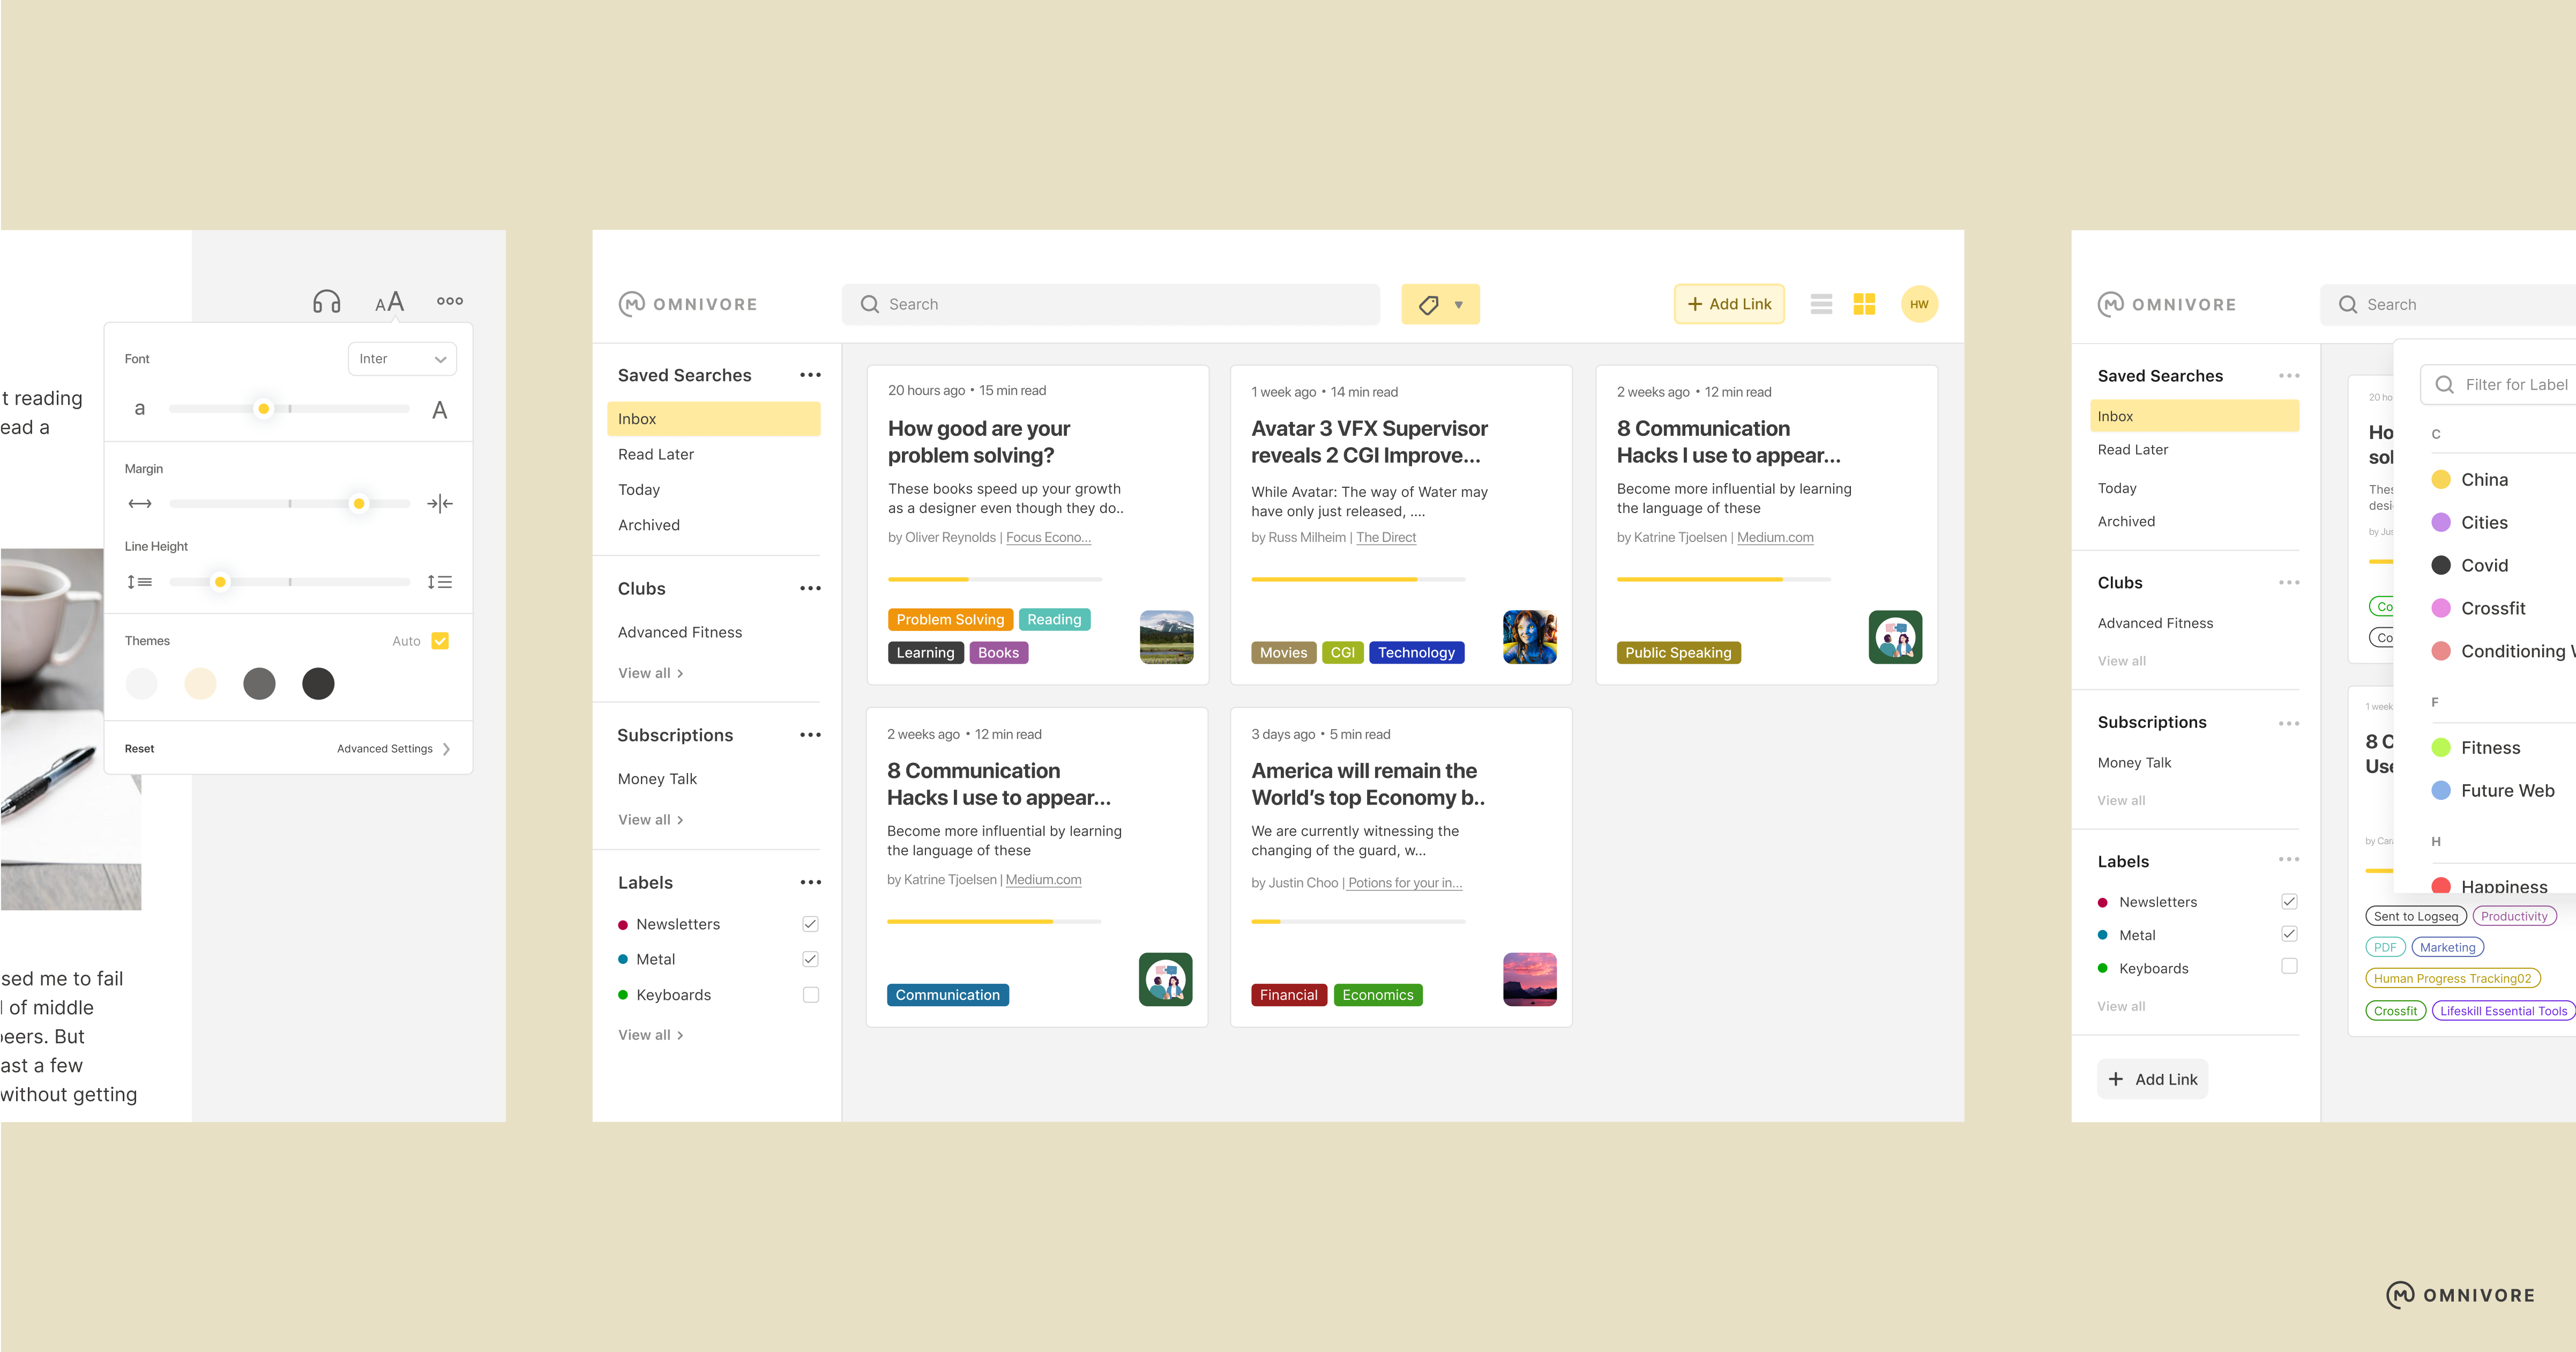 t reading
ead a
Font
Inter
a
A
Margin
Line Height
Themes
Auto
Reset
Advanced Settings
sed me to fail
l of middle
peers. But
ast a few
without getting
AA
OMNIVORE
Search
+ Add Link
HW
Saved Searches
Inbox
Read Later
Today
Archived
Clubs
Advanced Fitness
View all >
Subscriptions
Money Talk
View all >
Labels
Newsletters
Metal
Keyboards
View all >
20 hours ago • 15 min read
How good are your
problem solving?
These books speed up your growth
as a designer even though they do..
by Oliver Reynolds | Focus Econo...
Problem Solving
Reading
Learning
Books
1 week ago • 14 min read
Avatar 3 VFX Supervisor
reveals 2 CGI Improve...
While Avatar: The way of Water may
have only just released, ....
by Russ Milheim | The Direct
Movies
CGI
Technology
2 weeks ago • 12 min read
8 Communication
Hacks I use to appear...
Become more influential by learning
the language of these
by Katrine Tjoelsen | Medium.com
Public Speaking
2 weeks ago • 12 min read
8 Communication
Hacks I use to appear...
Become more influential by learning
the language of these
by Katrine Tjoelsen | Medium.com
Communication
3 days ago • 5 min read
America will remain the
World's top Economy b..
We are currently witnessing the
changing of the guard, w...
by Justin Choo | Potions for your in...
Financial
Economics
OMNIVORE
Search
Saved Searches
Inbox
Read Later
Today
Archived
Clubs
Advanced Fitness
View all
Subscriptions
Money Talk
View all
Labels
Newsletters
Metal
Keyboards
View all
+ Add Link
20 ho
Ho
sol
Thes
desi
by Jus
Co
Co
1 week
8 C
Use
by Car
Filter for Label
C
China
Cities
Covid
Crossfit
Conditioning
F
Fitness
Future Web
H
Happiness
Sent to Logseq
Productivity
PDF
Marketing
Human Progress Tracking02
Crossfit
Lifeskill Essential Tools
OMNIVORE